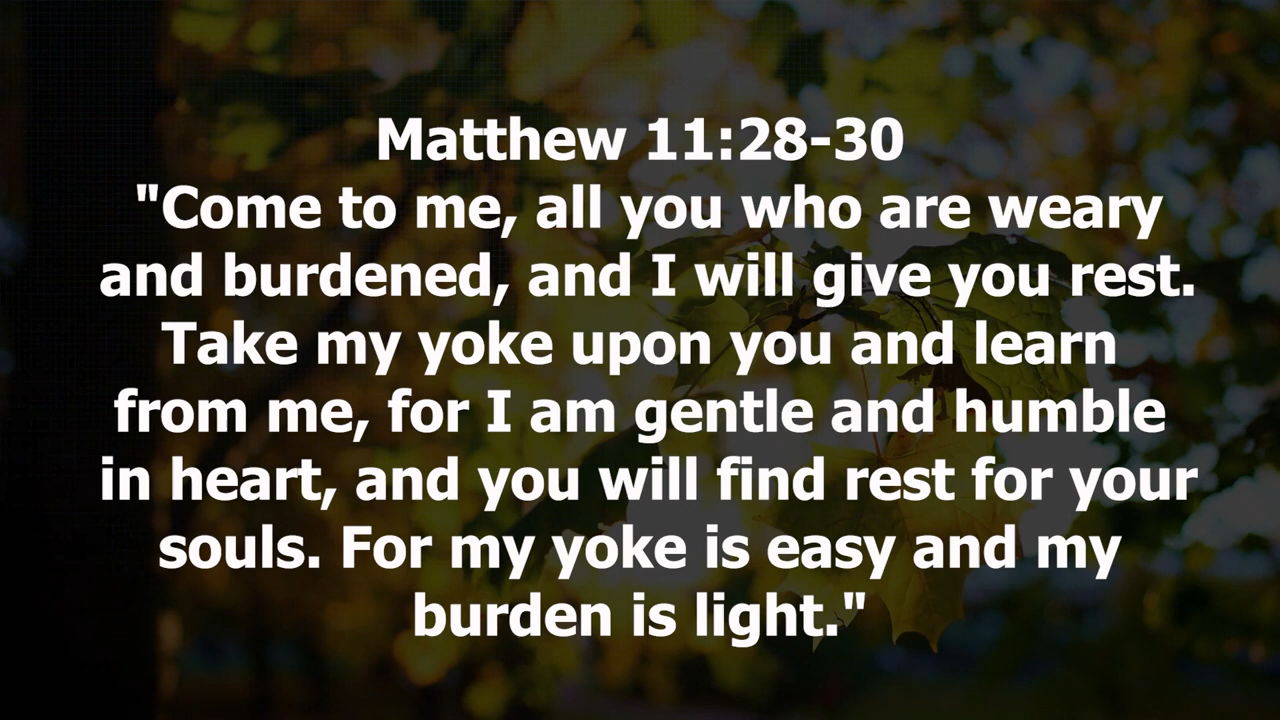 Matthew 11:28-30
"Come to me, all you who are weary
and burdened, and I will give you rest.
Take my yoke upon you and learn
from me, for I am gentle and humble
in heart, and you will find rest for your
souls. For my yoke is easy and my
burden is light."